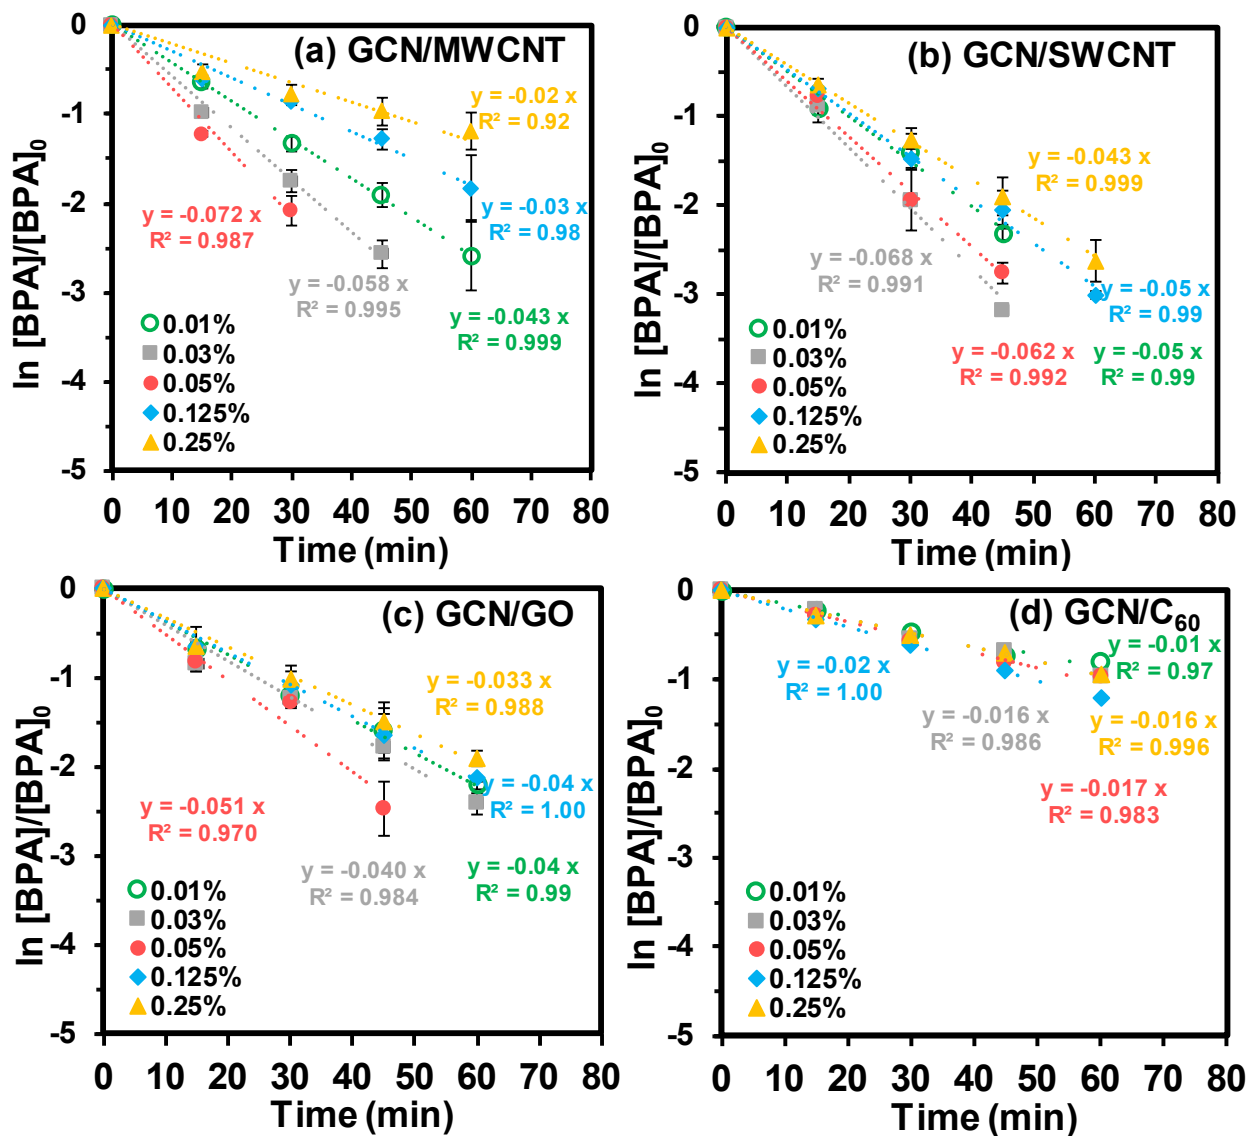 (a) GCN/MWCNT
ln [BPA]/[BPA]0
0
-1
-2
-3
-4
-5
y = -0.02 x
R² = 0.92
y = -0.03 x
R² = 0.98
y = -0.072 x
R² = 0.987
y = -0.058 x
R² = 0.995
y = -0.043 x
R² = 0.999
0.01%
0.03%
0.05%
0.125%
0.25%
0 10 20 30 40 50 60 70 80
Time (min)
(b) GCN/SWCNT
ln [BPA]/[BPA]0
0
-1
-2
-3
-4
-5
y = -0.043 x
R² = 0.999
y = -0.068 x
R² = 0.991
y = -0.05 x
R² = 0.99
y = -0.062 x
R² = 0.992
y = -0.05 x
R² = 0.99
0.01%
0.03%
0.05%
0.125%
0.25%
0 10 20 30 40 50 60 70 80
Time (min)
(c) GCN/GO
ln [BPA]/[BPA]0
0
-1
-2
-3
-4
-5
y = -0.033 x
R² = 0.988
y = -0.04 x
R² = 1.00
y = -0.051 x
R² = 0.970
y = -0.040 x
R² = 0.984
y = -0.04 x
R² = 0.99
0.01%
0.03%
0.05%
0.125%
0.25%
0 10 20 30 40 50 60 70 80
Time (min)
(d) GCN/C60
ln [BPA]/[BPA]0
0
-1
-2
-3
-4
-5
y = -0.01 x
R² = 0.97
y = -0.02 x
R² = 1.00
y = -0.016 x
R² = 0.986
y = -0.016 x
R² = 0.996
y = -0.017 x
R² = 0.983
0.01%
0.03%
0.05%
0.125%
0.25%
0 10 20 30 40 50 60 70 80
Time (min)